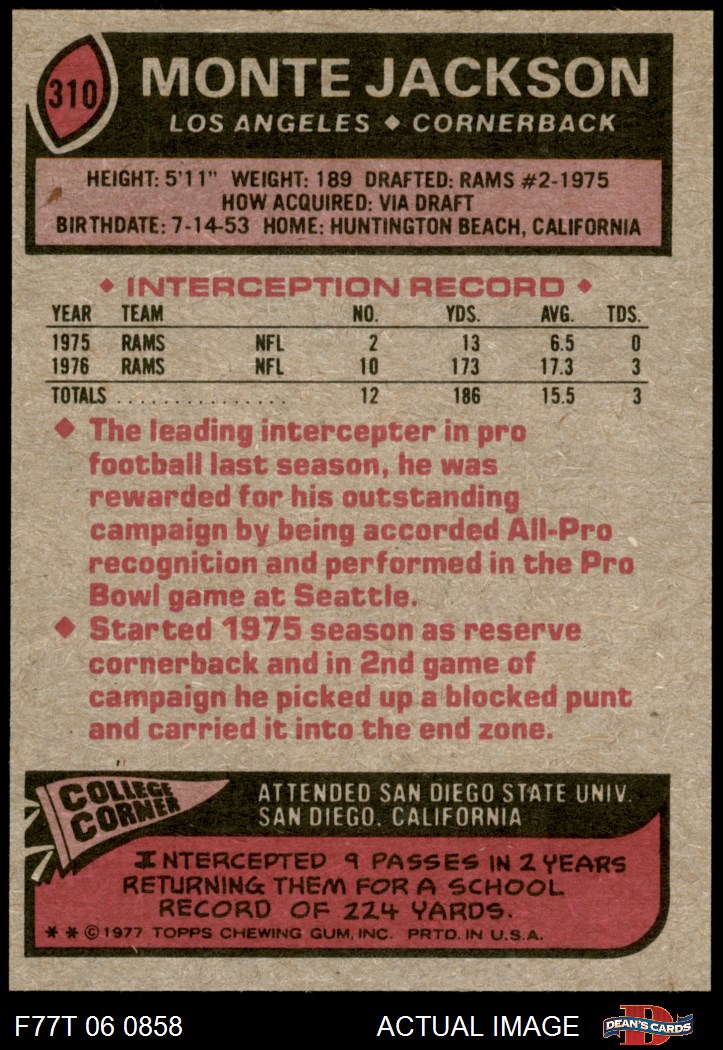 310
MONTE JACKSON
LOS ANGELES ◆ CORNERBACK
HEIGHT: 5'11" WEIGHT: 189 DRAFTED: RAMS #2-1975
HOW ACQUIRED: VIA DRAFT
BIRTHDATE: 7-14-53 HOME: HUNTINGTON BEACH, CALIFORNIA
◆ INTERCEPTION RECORD ◆
YEAR TEAM NO. YDS. AVG. TDS.
1975 RAMS NFL 2 13 6.5 0
1976 RAMS NFL 10 173 17.3 3
TOTALS ................ 12 186 15.5 3
◆ The leading intercepter in pro
football last season, he was
rewarded for his outstanding
campaign by being accorded All-Pro
recognition and performed in the Pro
Bowl game at Seattle.
◆ Started 1975 season as reserve
cornerback and in 2nd game of
campaign he picked up a blocked punt
and carried it into the end zone.
COLLEGE
CORNER
ATTENDED SAN DIEGO STATE UNIV.
SAN DIEGO, CALIFORNIA
INTERCEPTED 9 PASSES IN 2 YEARS
RETURNING THEM FOR A SCHOOL
RECORD OF 224 YARDS.
* * © 1977 TOPPS CHEWING GUM, INC. PRTD. IN U.S.A.
F77T 06 0858 ACTUAL IMAGE
D
DEAN'S CARDS